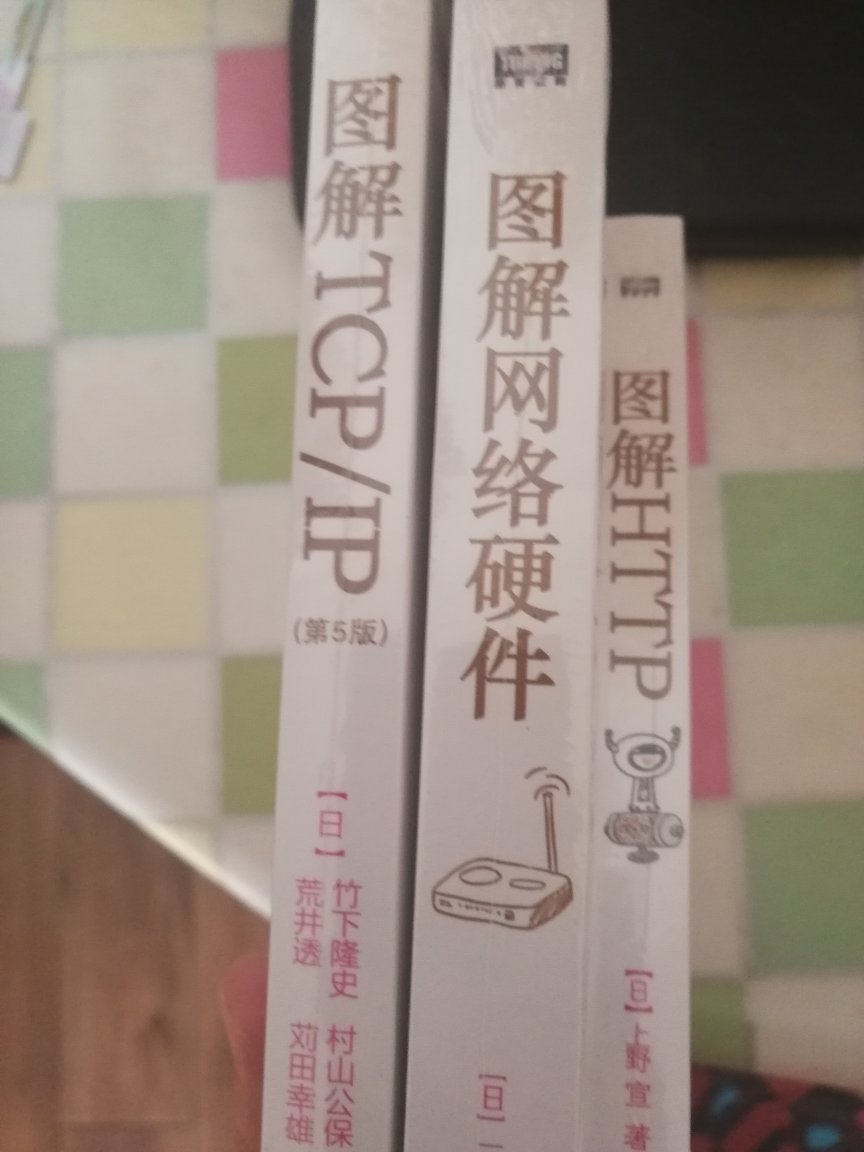 图解TCP/IP
(第5版)
【日】
竹下隆史
村山公保
荒井透
苅田幸雄
TURING
图解网络硬件
【日】一
图解HTTP
【日】上野 宣 著